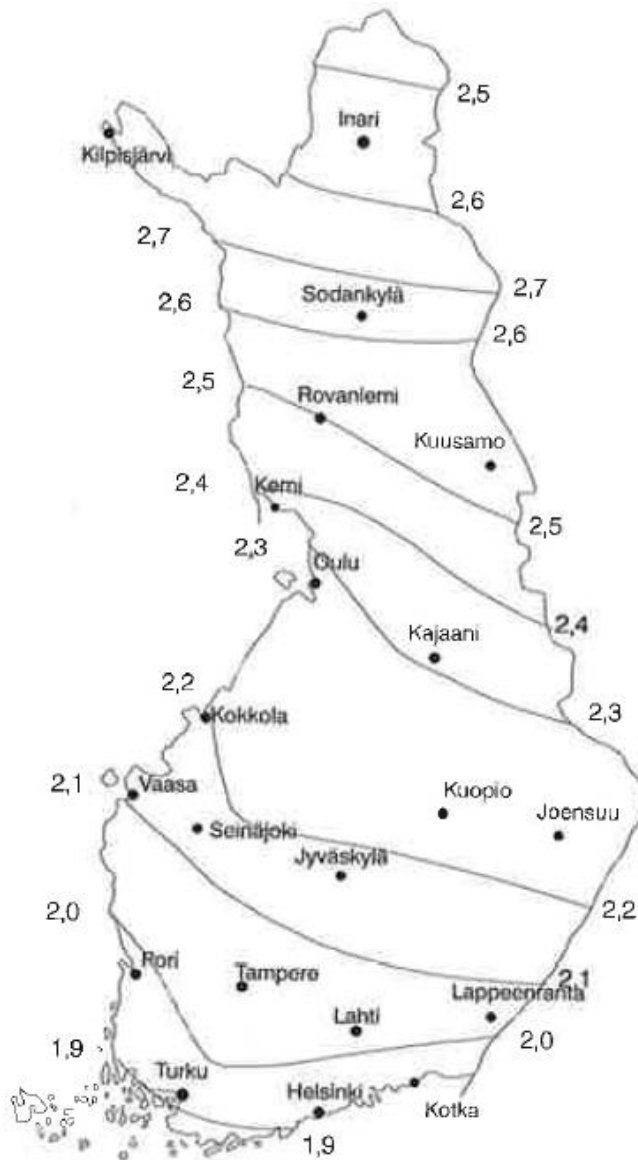 2,5
Inari
Kilpisjärvi
2,6
2,7
2,7
Sodankylä
2,6
2,6
2,5
Rovaniemi
Kuusamo
2,4
Kemi
2,5
2,3
Oulu
2,4
Kajaani
2,2
Kokkola
2,3
2,1
Vaasa
Kuopio
Joensuu
Seinäjoki
Jyväskylä
2,2
2,0
Pori
Tampere
2,1
Lappeenranta
Lahti
2,0
1,9
Turku
Helsinki
Kotka
1,9